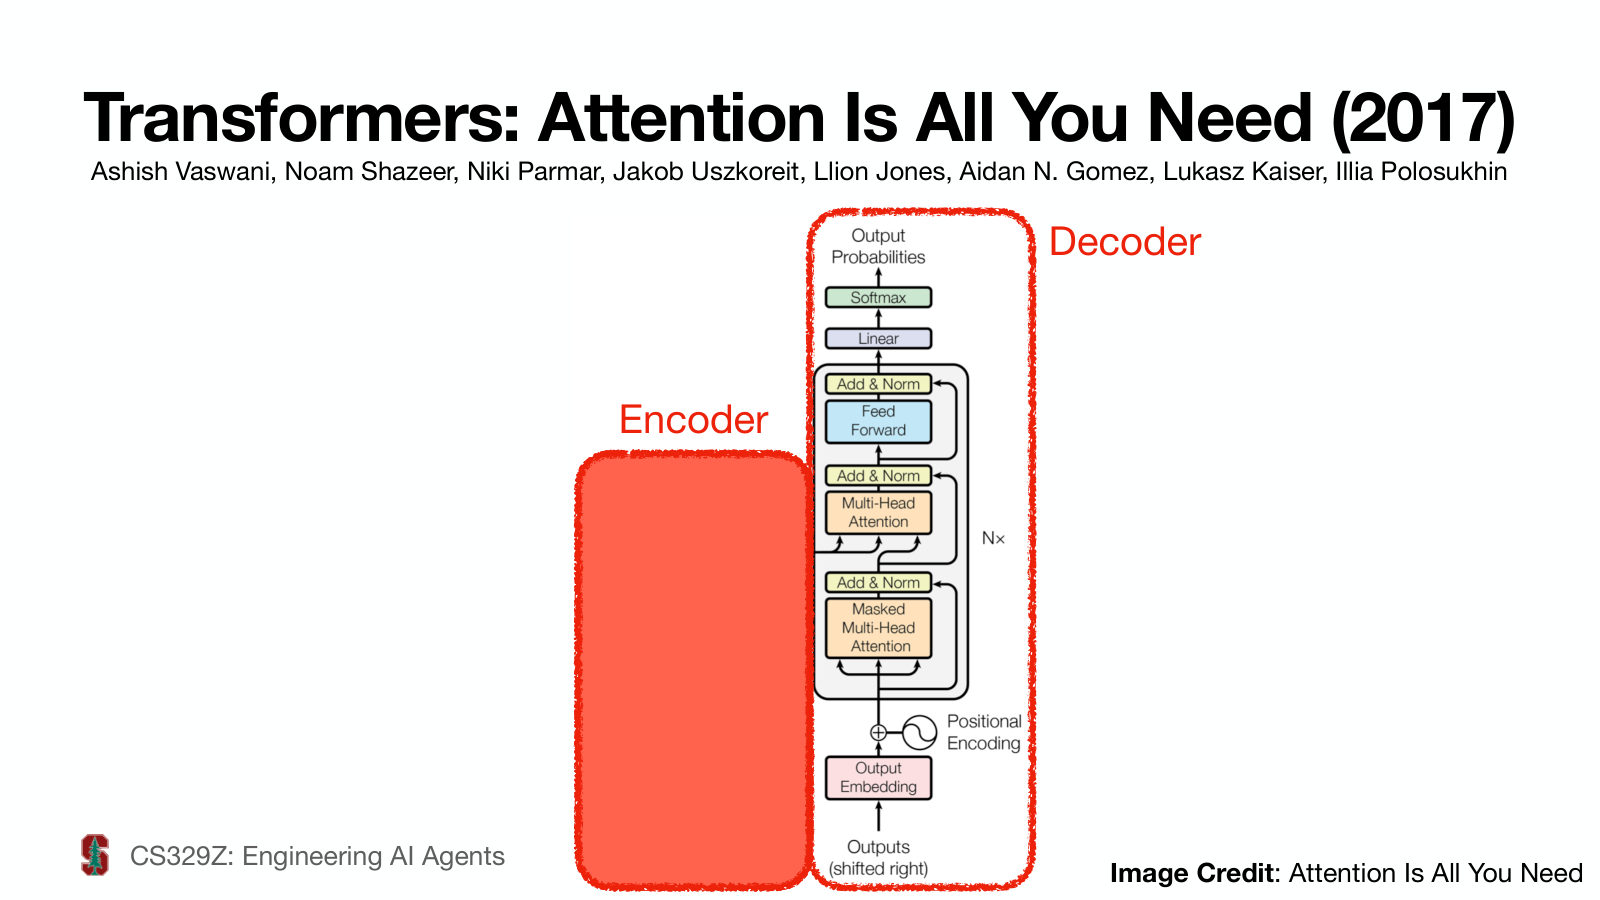 Transformers: Attention Is All You Need (2017)
Ashish Vaswani, Noam Shazeer, Niki Parmar, Jakob Uszkoreit, Llion Jones, Aidan N. Gomez, Lukasz Kaiser, Illia Polosukhin
Encoder
Decoder
Output
Probabilities
Softmax
Linear
Add & Norm
Feed
Forward
Add & Norm
Multi-Head
Attention
N×
Add & Norm
Masked
Multi-Head
Attention
Positional
Encoding
Output
Embedding
Outputs
(shifted right)
CS329Z: Engineering AI Agents
Image Credit: Attention Is All You Need